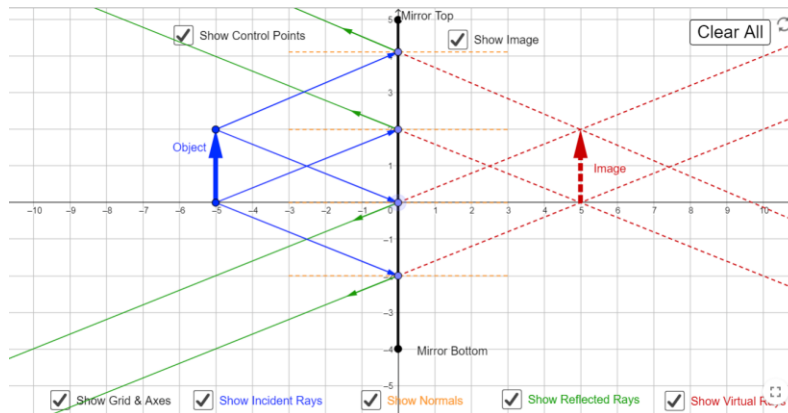 5 Mirror Top
Show Control Points
Show Image
Clear All
3
2
Object
Image
1
−10 −9 −8 −7 −6 −5 −4 −3 −2 −1 0 1 2 3 4 5 6 7 8 9 10
−1
−2
−3
−4
Mirror Bottom
−5
Show Grid & Axes
Show Incident Rays
Show Normals
Show Reflected Rays
Show Virtual Rays